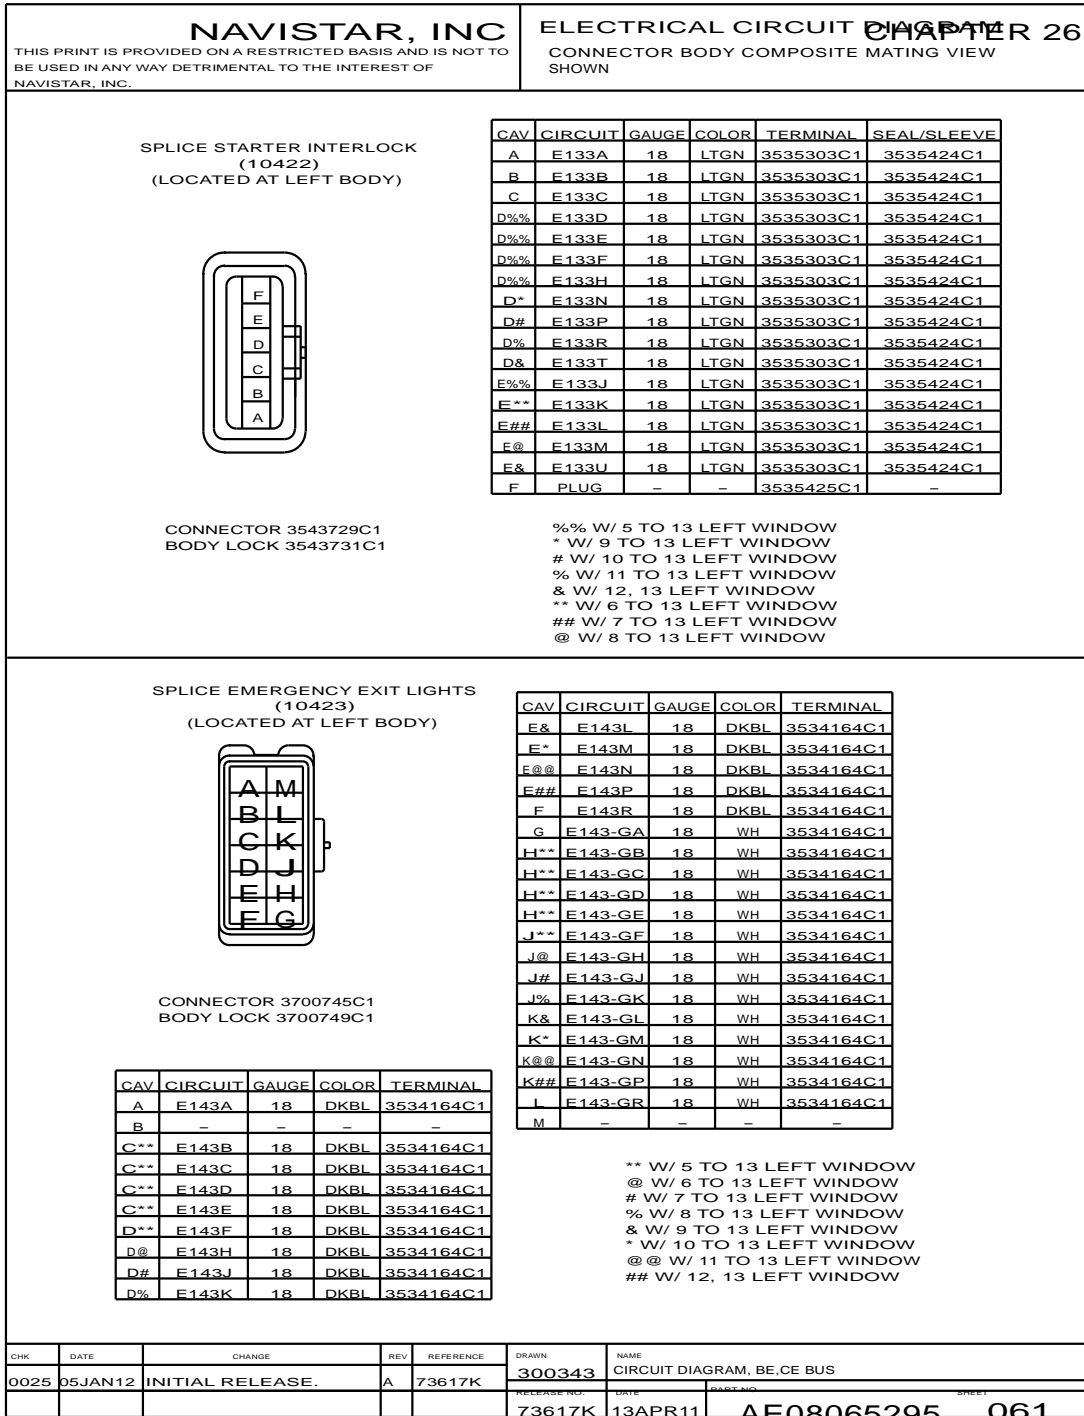 NAVISTAR, INC
THIS PRINT IS PROVIDED ON A RESTRICTED BASIS AND IS NOT TO
BE USED IN ANY WAY DETRIMENTAL TO THE INTEREST OF
NAVISTAR, INC.
ELECTRICAL CIRCUIT DIAGRAM
CHAPTER 26
CONNECTOR BODY COMPOSITE MATING VIEW
SHOWN
SPLICE STARTER INTERLOCK
(10422)
(LOCATED AT LEFT BODY)
F
E
D
C
B
A
CONNECTOR 3543729C1
BODY LOCK 3543731C1
CAV CIRCUIT GAUGE COLOR TERMINAL SEAL/SLEEVE
A E133A 18 LTGN 3535303C1 3535424C1
B E133B 18 LTGN 3535303C1 3535424C1
C E133C 18 LTGN 3535303C1 3535424C1
D%% E133D 18 LTGN 3535303C1 3535424C1
D%% E133E 18 LTGN 3535303C1 3535424C1
D%% E133F 18 LTGN 3535303C1 3535424C1
D%% E133H 18 LTGN 3535303C1 3535424C1
D* E133N 18 LTGN 3535303C1 3535424C1
D# E133P 18 LTGN 3535303C1 3535424C1
D% E133R 18 LTGN 3535303C1 3535424C1
D& E133T 18 LTGN 3535303C1 3535424C1
E%% E133J 18 LTGN 3535303C1 3535424C1
E** E133K 18 LTGN 3535303C1 3535424C1
E## E133L 18 LTGN 3535303C1 3535424C1
E@ E133M 18 LTGN 3535303C1 3535424C1
E& E133U 18 LTGN 3535303C1 3535424C1
F PLUG – – 3535425C1 –
%% W/ 5 TO 13 LEFT WINDOW
* W/ 9 TO 13 LEFT WINDOW
# W/ 10 TO 13 LEFT WINDOW
% W/ 11 TO 13 LEFT WINDOW
& W/ 12, 13 LEFT WINDOW
** W/ 6 TO 13 LEFT WINDOW
## W/ 7 TO 13 LEFT WINDOW
@ W/ 8 TO 13 LEFT WINDOW
SPLICE EMERGENCY EXIT LIGHTS
(10423)
(LOCATED AT LEFT BODY)
A M
B L
C K
D J
E H
F G
CONNECTOR 3700745C1
BODY LOCK 3700749C1
CAV CIRCUIT GAUGE COLOR TERMINAL
A E143A 18 DKBL 3534164C1
B – – – –
C** E143B 18 DKBL 3534164C1
C** E143C 18 DKBL 3534164C1
C** E143D 18 DKBL 3534164C1
C** E143E 18 DKBL 3534164C1
D** E143F 18 DKBL 3534164C1
D@ E143H 18 DKBL 3534164C1
D# E143J 18 DKBL 3534164C1
D% E143K 18 DKBL 3534164C1
CAV CIRCUIT GAUGE COLOR TERMINAL
E& E143L 18 DKBL 3534164C1
E* E143M 18 DKBL 3534164C1
E@@ E143N 18 DKBL 3534164C1
E## E143P 18 DKBL 3534164C1
F E143R 18 DKBL 3534164C1
G E143-GA 18 WH 3534164C1
H** E143-GB 18 WH 3534164C1
H** E143-GC 18 WH 3534164C1
H** E143-GD 18 WH 3534164C1
H** E143-GE 18 WH 3534164C1
J** E143-GF 18 WH 3534164C1
J@ E143-GH 18 WH 3534164C1
J# E143-GJ 18 WH 3534164C1
J% E143-GK 18 WH 3534164C1
K& E143-GL 18 WH 3534164C1
K* E143-GM 18 WH 3534164C1
K@@ E143-GN 18 WH 3534164C1
K## E143-GP 18 WH 3534164C1
L E143-GR 18 WH 3534164C1
M – – – –
** W/ 5 TO 13 LEFT WINDOW
@ W/ 6 TO 13 LEFT WINDOW
# W/ 7 TO 13 LEFT WINDOW
% W/ 8 TO 13 LEFT WINDOW
& W/ 9 TO 13 LEFT WINDOW
* W/ 10 TO 13 LEFT WINDOW
@@ W/ 11 TO 13 LEFT WINDOW
## W/ 12, 13 LEFT WINDOW
CHK DATE CHANGE REV REFERENCE
0025 05JAN12 INITIAL RELEASE. A 73617K
DRAWN
300343
NAME
CIRCUIT DIAGRAM, BE,CE BUS
RELEASE NO.
73617K
DATE
13APR11
PART NO.
AE08065295
SHEET
061